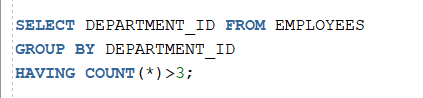 SELECT DEPARTMENT_ID FROM EMPLOYEES
GROUP BY DEPARTMENT_ID
HAVING COUNT(*)>3;